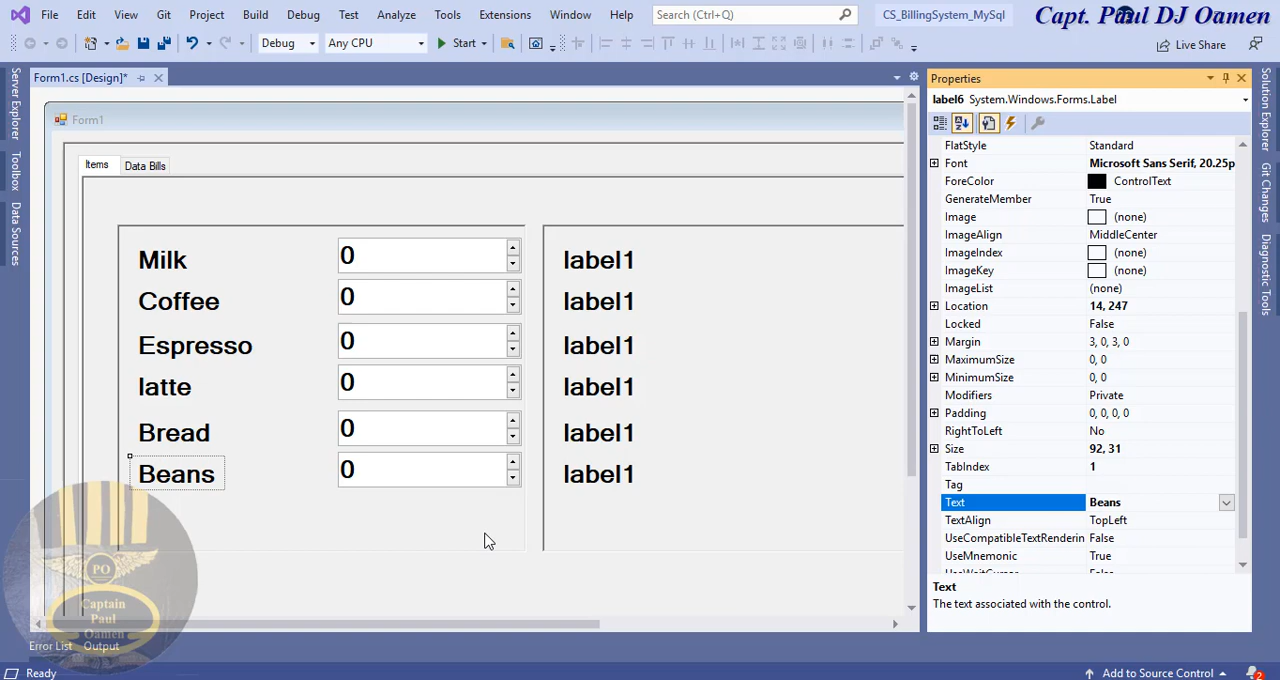 File Edit View Git Project Build Debug Test Analyze Tools Extensions Window Help Search (Ctrl+Q) CS_BillingSystem_MySql
Capt. Paul DJ Oamen
Debug Any CPU Start Live Share
Form1.cs [Design]*
Server Explorer
Toolbox
Data Sources
Form1
Items Data Bills
Milk 0 label1
Coffee 0 label1
Espresso 0 label1
latte 0 label1
Bread 0 label1
Beans 0 label1
PO
Captain
Paul
Oamen
Error List Output
Ready
Add to Source Control
2
Properties
label6 System.Windows.Forms.Label
FlatStyle Standard
Font Microsoft Sans Serif, 20.25p
ForeColor ControlText
GenerateMember True
Image (none)
ImageAlign MiddleCenter
ImageIndex (none)
ImageKey (none)
ImageList (none)
Location 14, 247
Locked False
Margin 3, 0, 3, 0
MaximumSize 0, 0
MinimumSize 0, 0
Modifiers Private
Padding 0, 0, 0, 0
RightToLeft No
Size 92, 31
TabIndex 1
Tag
Text Beans
TextAlign TopLeft
UseCompatibleTextRenderin False
UseMnemonic True
UseWaitCursor False
Text
The text associated with the control.
Solution Explorer
Git Changes
Diagnostic Tools